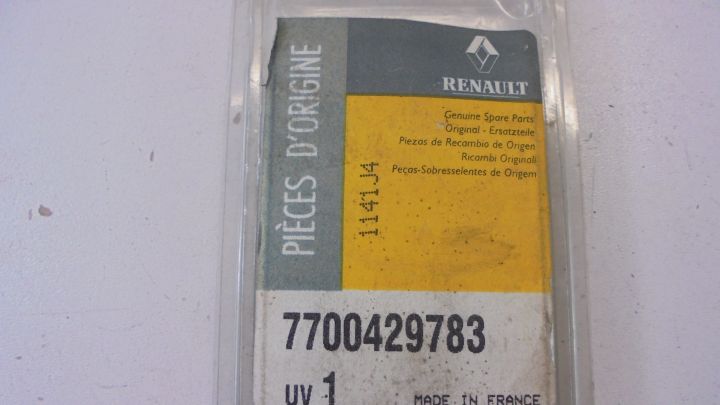 PIÈCES D'ORIGINE
RENAULT
Genuine Spare Parts
Original - Ersatzteile
Piezas de Recambio de Origen
Ricambi Originali
Peças-Sobresselentes de Origem
1141J4
7700429783
UV 1
MADE IN FRANCE